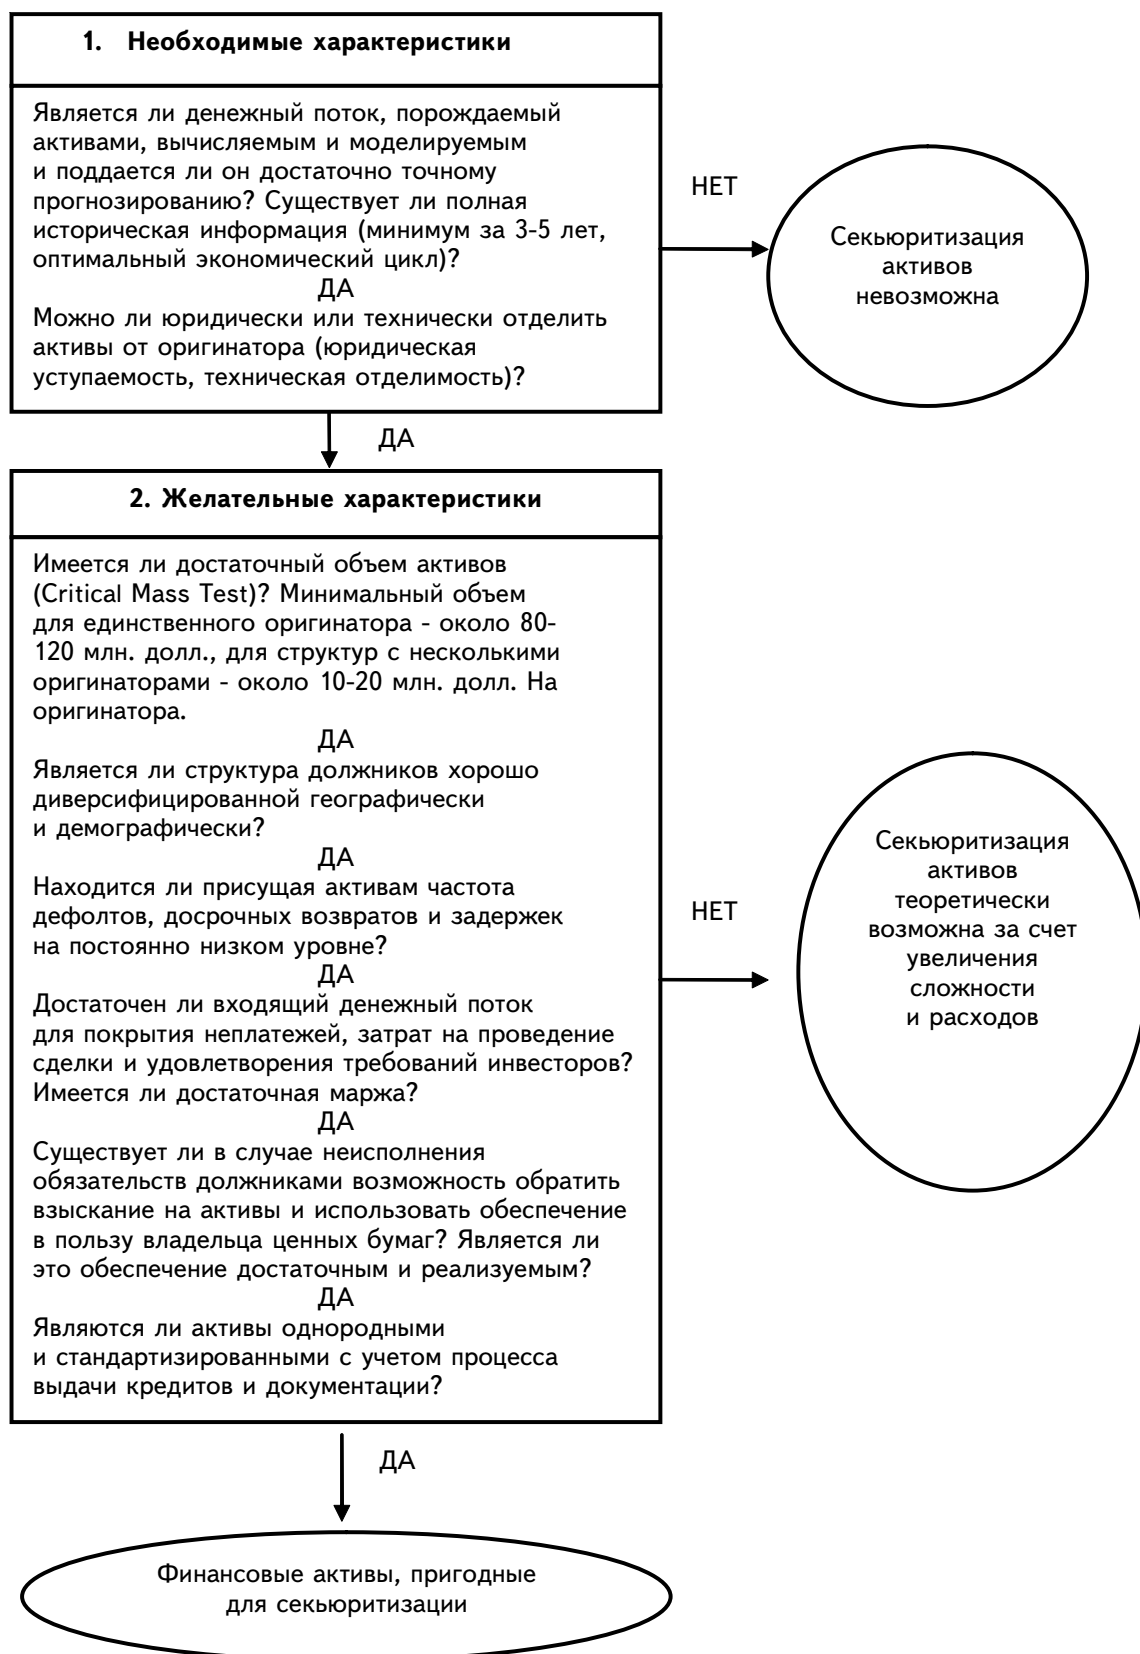 1. Необходимые характеристики
Является ли денежный поток, порождаемый
активами, вычисляемым и моделируемым
и поддается ли он достаточно точному
прогнозированию? Существует ли полная
историческая информация (минимум за 3-5 лет,
оптимальный экономический цикл)?
ДА
Можно ли юридически или технически отделить
активы от оригинатора (юридическая
уступаемость, техническая отделимость)?
НЕТ
Секьюритизация
активов
невозможна
ДА
2. Желательные характеристики
Имеется ли достаточный объем активов
(Critical Mass Test)? Минимальный объем
для единственного оригинатора - около 80-
120 млн. долл., для структур с несколькими
оригинаторами - около 10-20 млн. долл. На
оригинатора.
ДА
Является ли структура должников хорошо
диверсифицированной географически
и демографически?
ДА
Находится ли присущая активам частота
дефолтов, досрочных возвратов и задержек
на постоянно низком уровне?
ДА
Достаточен ли входящий денежный поток
для покрытия неплатежей, затрат на проведение
сделки и удовлетворения требований инвесторов?
Имеется ли достаточная маржа?
ДА
Существует ли в случае неисполнения
обязательств должниками возможность обратить
взыскание на активы и использовать обеспечение
в пользу владельца ценных бумаг? Является ли
это обеспечение достаточным и реализуемым?
ДА
Являются ли активы однородными
и стандартизированными с учетом процесса
выдачи кредитов и документации?
НЕТ
Секьюритизация
активов
теоретически
возможна за счет
увеличения
сложности
и расходов
ДА
Финансовые активы, пригодные
для секьюритизации